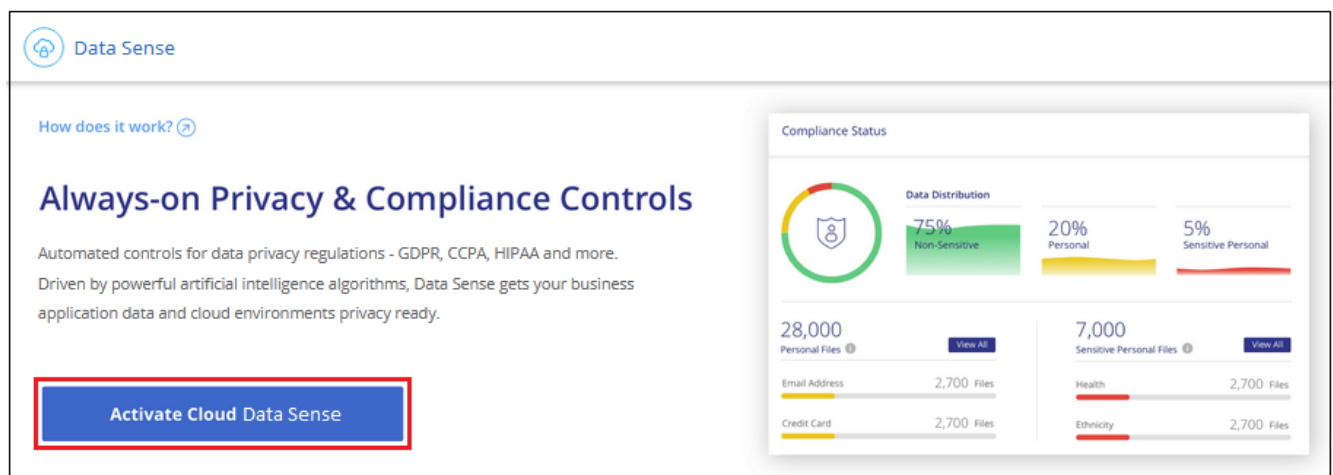 Data Sense
How does it work?
Always-on Privacy & Compliance Controls
Automated controls for data privacy regulations - GDPR, CCPA, HIPAA and more.
Driven by powerful artificial intelligence algorithms, Data Sense gets your business
application data and cloud environments privacy ready.
Activate Cloud Data Sense
Compliance Status
Data Distribution
75%
Non-Sensitive
20%
Personal
5%
Sensitive Personal
28,000
Personal Files
View All
Email Address 2,700 Files
Credit Card 2,700 Files
7,000
Sensitive Personal Files
View All
Health 2,700 Files
Ethnicity 2,700 Files